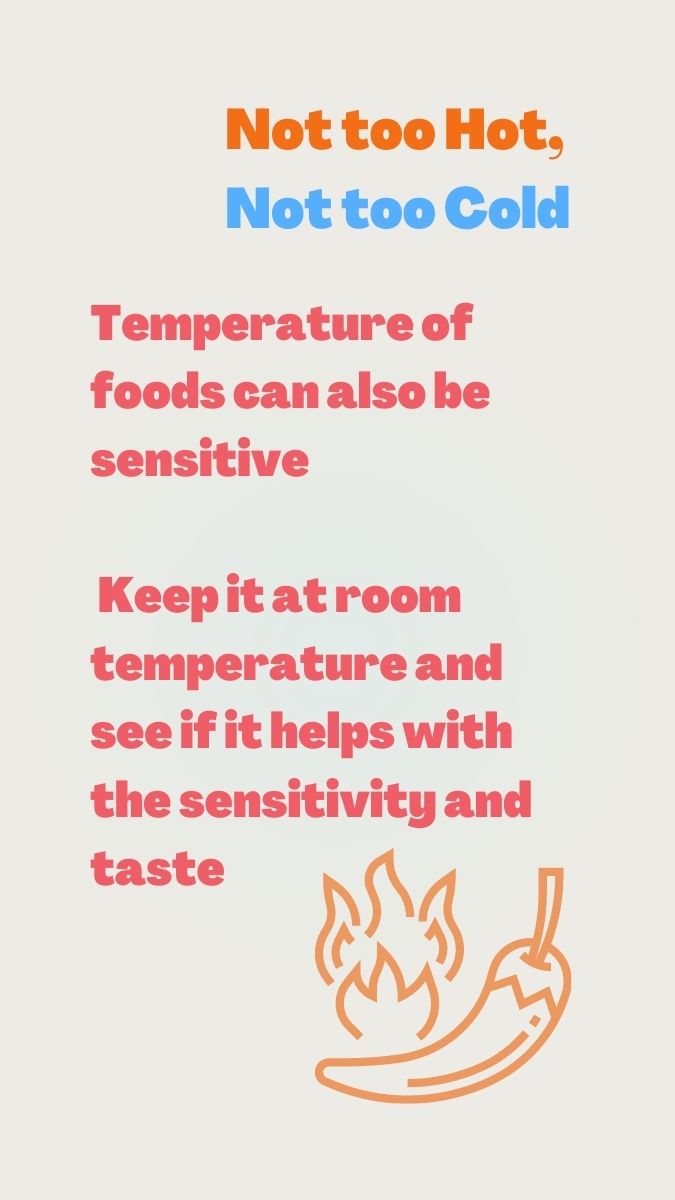 Not too Hot,
Not too Cold
Temperature of
foods can also be
sensitive
Keep it at room
temperature and
see if it helps with
the sensitivity and
taste